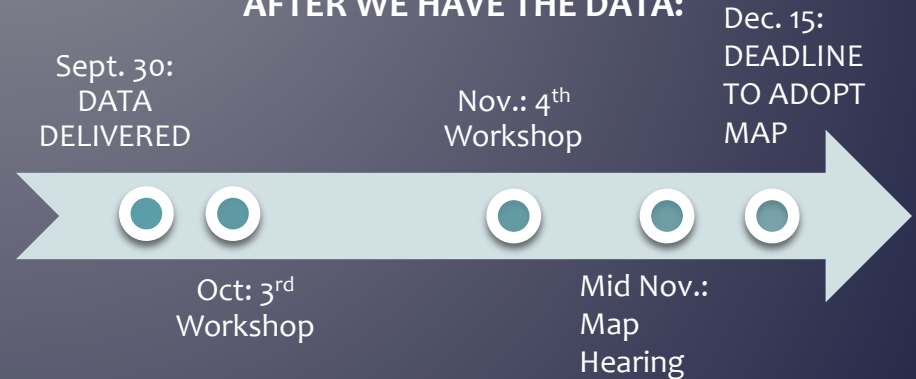 AFTER WE HAVE THE DATA:
Sept. 30:
DATA
DELIVERED
Oct: 3rd
Workshop
Nov.: 4th
Workshop
Mid Nov.:
Map
Hearing
Dec. 15:
DEADLINE
TO ADOPT
MAP